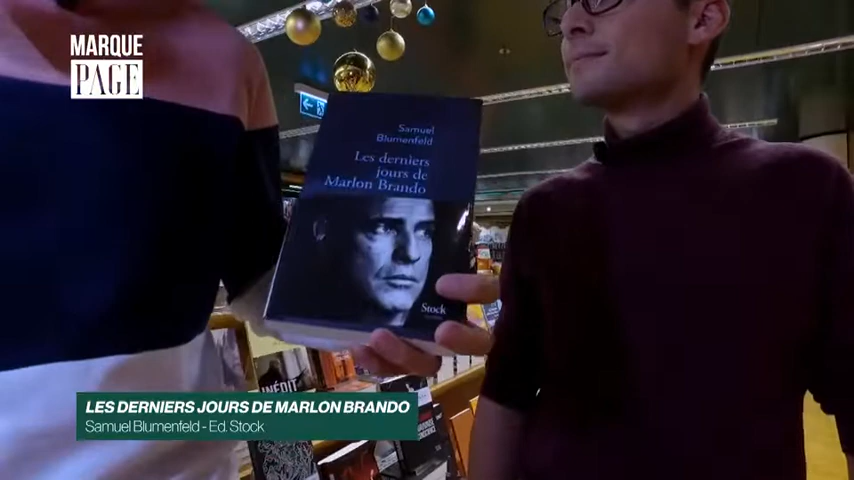 MARQUE
PAGE
Samuel
Blumenfeld
Les derniers
jours de
Marlon Brando
Stock
INÉDIT
LES DERNIERS JOURS DE MARLON BRANDO
Samuel Blumenfeld - Ed. Stock